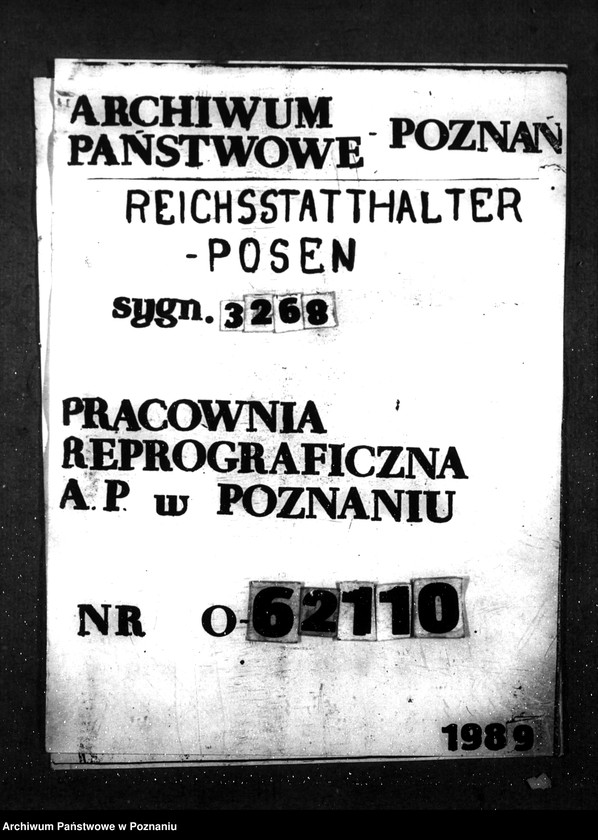 ARCHIWUM
PAŃSTWOWE - POZNAŃ
REICHSSTATTHALTER
-POSEN
sygn. 3268
PRACOWNIA
REPROGRAFICZNA
A.P. w POZNANIU
NR O-62110
1989
Archiwum Państwowe w Poznaniu